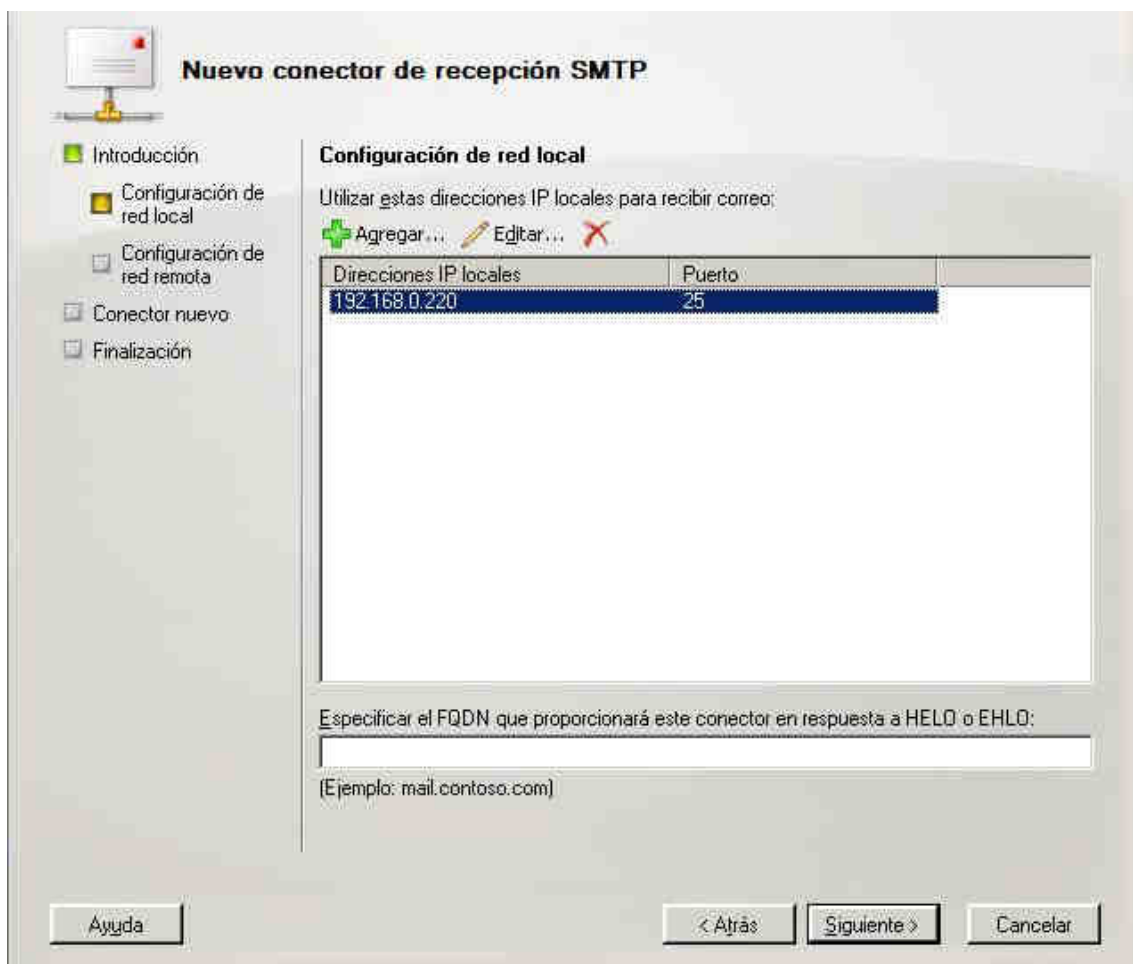 Nuevo conector de recepción SMTP
Introducción
Configuración de
red local
Configuración de
red remota
Conector nuevo
Finalización
Configuración de red local
Utilizar estas direcciones IP locales para recibir correo:
Agregar... Editar...
Direcciones IP locales Puerto
192.168.0.220 25
Especificar el FQDN que proporcionará este conector en respuesta a HELO o EHLO:
(Ejemplo: mail.contoso.com)
Ayuda < Atrás Siguiente > Cancelar